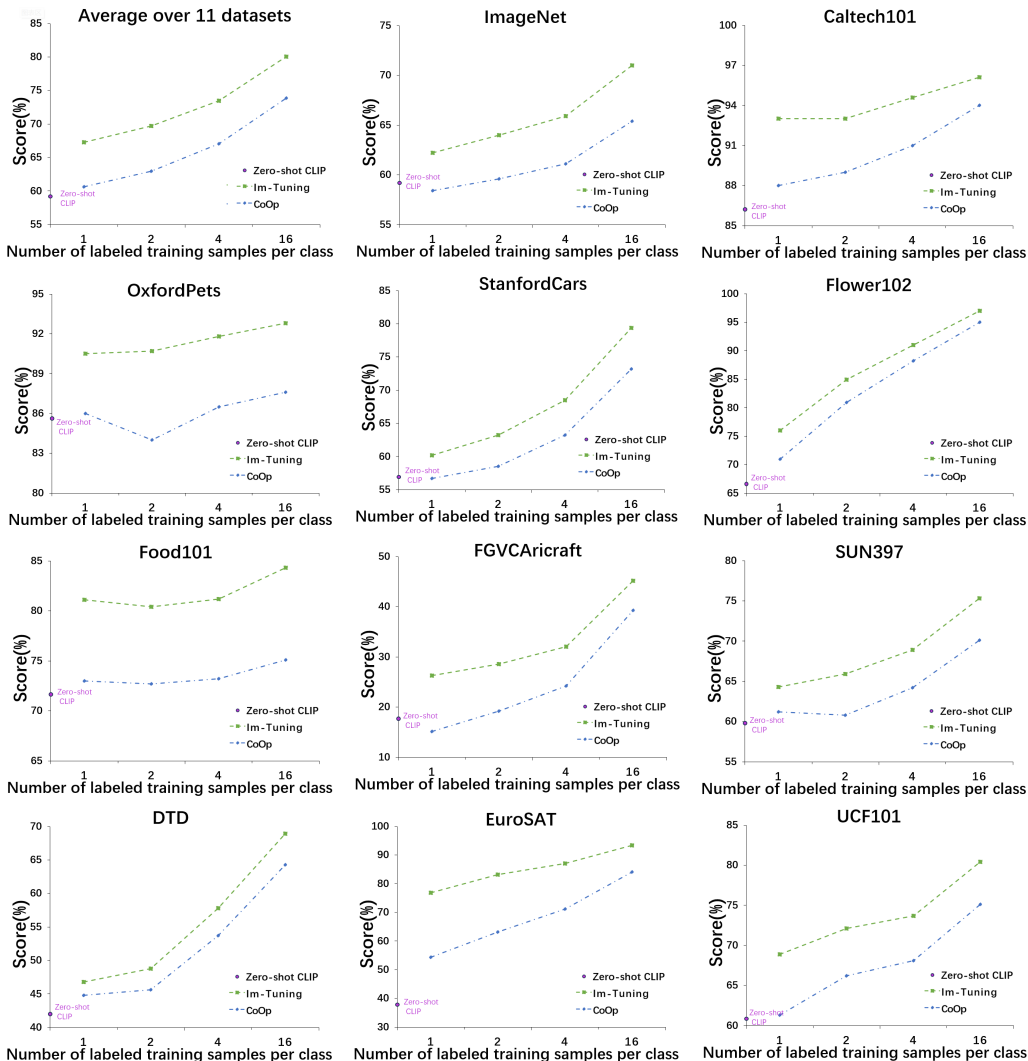 Average over 11 datasets
85
80
75
70
65
60
55
Score(%)
Zero-shot
CLIP
Zero-shot CLIP
Im-Tuning
CoOp
1 2 4 16
Number of labeled training samples per class
ImageNet
75
70
65
60
55
Score(%)
Zero-shot
CLIP
Zero-shot CLIP
Im-Tuning
CoOp
1 2 4 16
Number of labeled training samples per class
Caltech101
100
97
94
91
88
85
Score(%)
Zero-shot
CLIP
Zero-shot CLIP
Im-Tuning
CoOp
1 2 4 16
Number of labeled training samples per class
OxfordPets
95
92
89
86
83
80
Score(%)
Zero-shot
CLIP
Zero-shot CLIP
Im-Tuning
CoOp
1 2 4 16
Number of labeled training samples per class
StanfordCars
85
80
75
70
65
60
55
Score(%)
Zero-shot
CLIP
Zero-shot CLIP
Im-Tuning
CoOp
1 2 4 16
Number of labeled training samples per class
Flower102
100
95
90
85
80
75
70
65
Score(%)
Zero-shot
CLIP
Zero-shot CLIP
Im-Tuning
CoOp
1 2 4 16
Number of labeled training samples per class
Food101
85
80
75
70
65
Score(%)
Zero-shot
CLIP
Zero-shot CLIP
Im-Tuning
CoOp
1 2 4 16
Number of labeled training samples per class
FGVCAricraft
50
40
30
20
10
Score(%)
Zero-shot
CLIP
Zero-shot CLIP
Im-Tuning
CoOp
1 2 4 16
Number of labeled training samples per class
SUN397
80
75
70
65
60
55
Score(%)
Zero-shot
CLIP
Zero-shot CLIP
Im-Tuning
CoOp
1 2 4 16
Number of labeled training samples per class
DTD
70
65
60
55
50
45
40
Score(%)
Zero-shot
CLIP
Zero-shot CLIP
Im-Tuning
CoOp
1 2 4 16
Number of labeled training samples per class
EuroSAT
100
90
80
70
60
50
40
30
Score(%)
Zero-shot
CLIP
Zero-shot CLIP
Im-Tuning
CoOp
1 2 4 16
Number of labeled training samples per class
UCF101
85
80
75
70
65
60
Score(%)
Zero-shot
CLIP
Zero-shot CLIP
Im-Tuning
CoOp
1 2 4 16
Number of labeled training samples per class